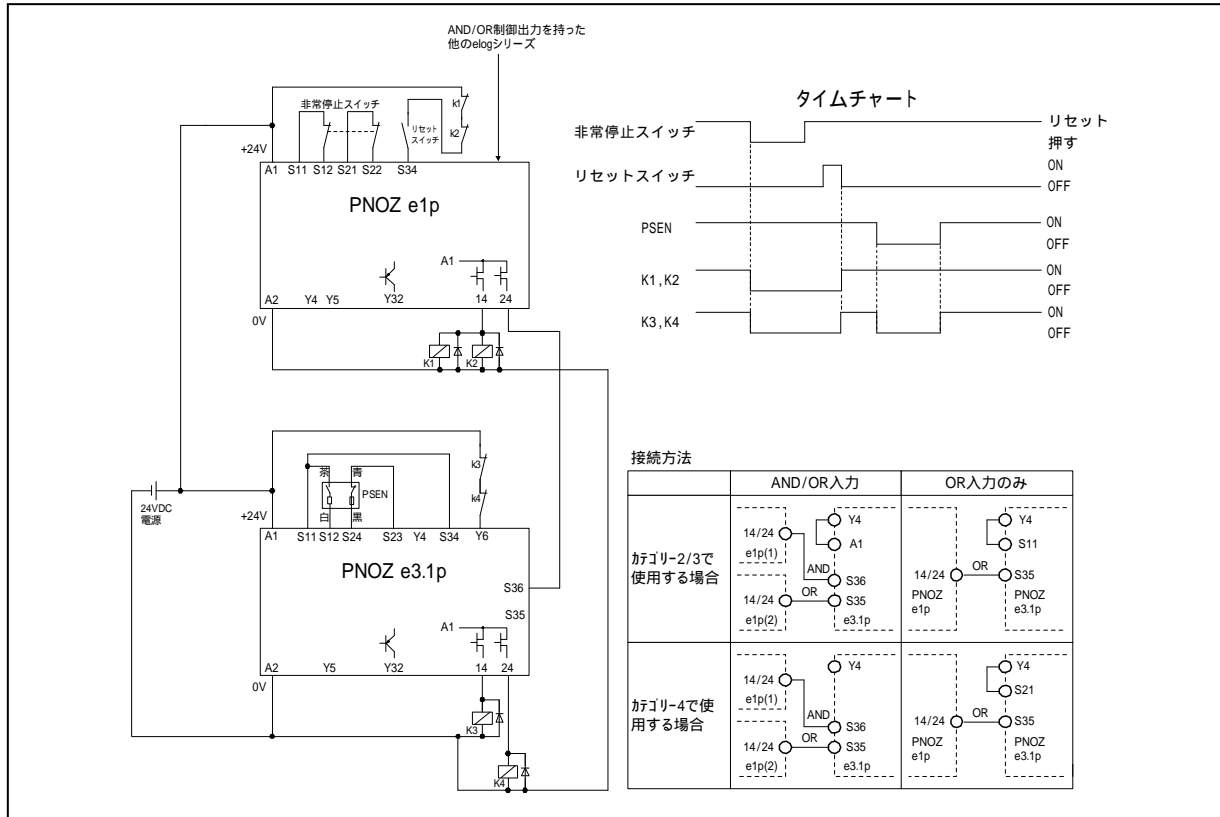 AND/OR制御出力を持った
他のelogシリーズ
非常停止スイッチ
リセット
スイッチ
k1
k2
+24V
A1 S11 S12 S21 S22 S34
PNOZ e1p
A1
A2 Y4 Y5 Y32 14 24
0V
K1 K2
24VDC
電源
茶 青
PSEN
白 黒
k3
k4
+24V
A1 S11 S12 S24 S23 Y4 S34 Y6
PNOZ e3.1p
S36
S35
A1
A2 Y5 Y32 14 24
0V
K3
K4
タイムチャート
非常停止スイッチ リセット
押す
リセットスイッチ ON
OFF
PSEN ON
OFF
K1,K2 ON
OFF
K3,K4 ON
OFF
接続方法
AND/OR入力 OR入力のみ
カテゴリー2/3で
使用する場合
14/24
e1p(1)
Y4
A1
AND
S36
14/24 OR S35
e1p(2) e3.1p
Y4
S11
14/24 OR S35
PNOZ PNOZ
e1p e3.1p
カテゴリー4で使
用する場合
14/24
e1p(1)
Y4
AND
S36
14/24 OR S35
e1p(2) e3.1p
Y4
S21
14/24 OR S35
PNOZ PNOZ
e1p e3.1p